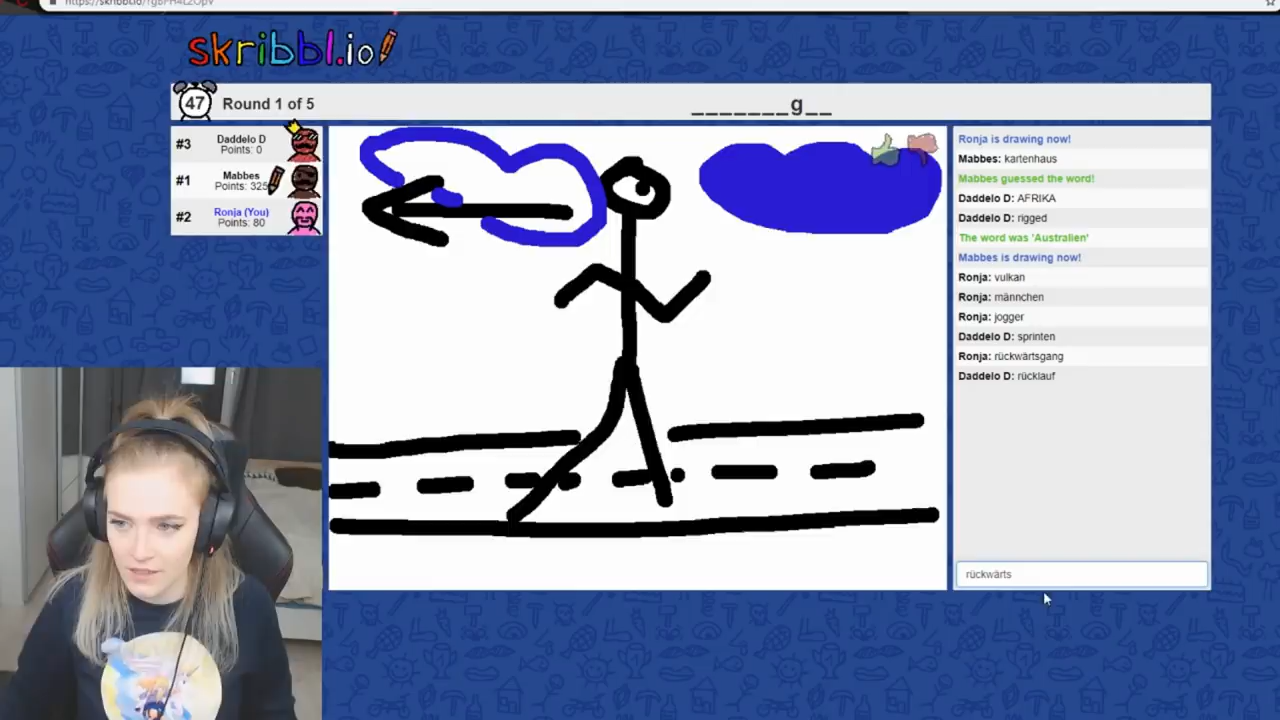 skribbl.io
47
Round 1 of 5
_______g__
#3
Daddelo D
Points: 0
#1
Mabbes
Points: 325
#2
Ronja (You)
Points: 80
Ronja is drawing now!
Mabbes: kartenhaus
Mabbes guessed the word!
Daddelo D: AFRIKA
Daddelo D: rigged
The word was 'Australien'
Mabbes is drawing now!
Ronja: vulkan
Ronja: männchen
Ronja: jogger
Daddelo D: sprinten
Ronja: rückwärtsgang
Daddelo D: rücklauf
rückwärts